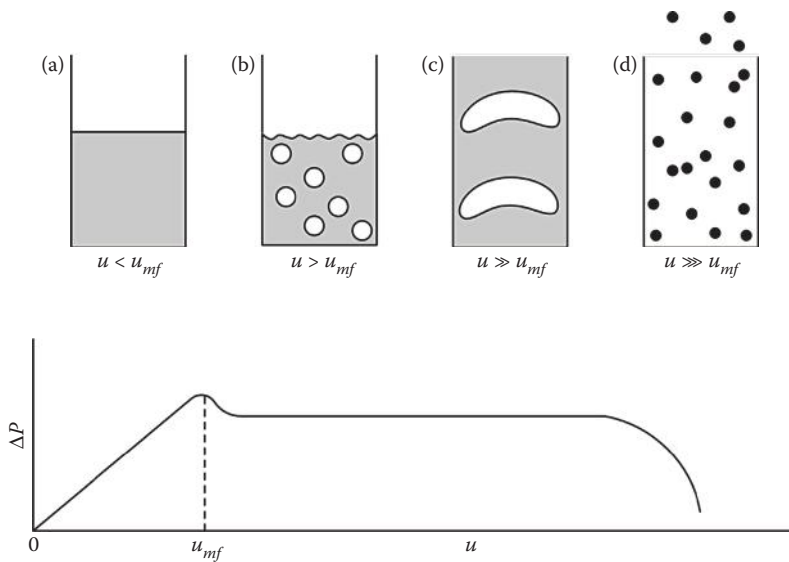 (a) (b) (c) (d)
u < u_mf u > u_mf u ≫ u_mf u ⋙ u_mf
ΔP
0 u_mf u